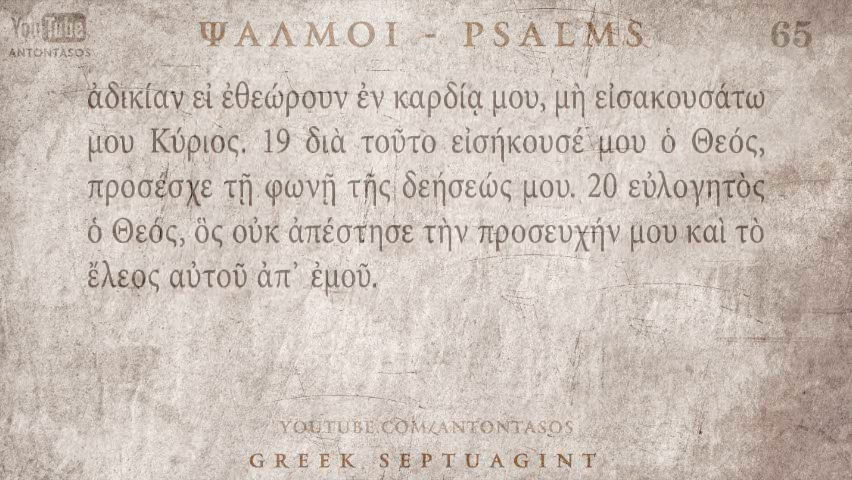 YouTube
ANTONTASOS
ΨΑΛΜΟΙ - PSALMS
65
ἀδικίαν εἰ ἐθεώρουν ἐν καρδίᾳ μου, μὴ εἰσακουσάτω
μου Κύριος. 19 διὰ τοῦτο εἰσήκουσέ μου ὁ Θεός,
προσέσχε τῇ φωνῇ τῆς δεήσεώς μου. 20 εὐλογητὸς
ὁ Θεός, ὃς οὐκ ἀπέστησε τὴν προσευχήν μου καὶ τὸ
ἔλεος αὐτοῦ ἀπ᾿ ἐμοῦ.
YOUTUBE.COM/ANTONTASOS
GREEK SEPTUAGINT